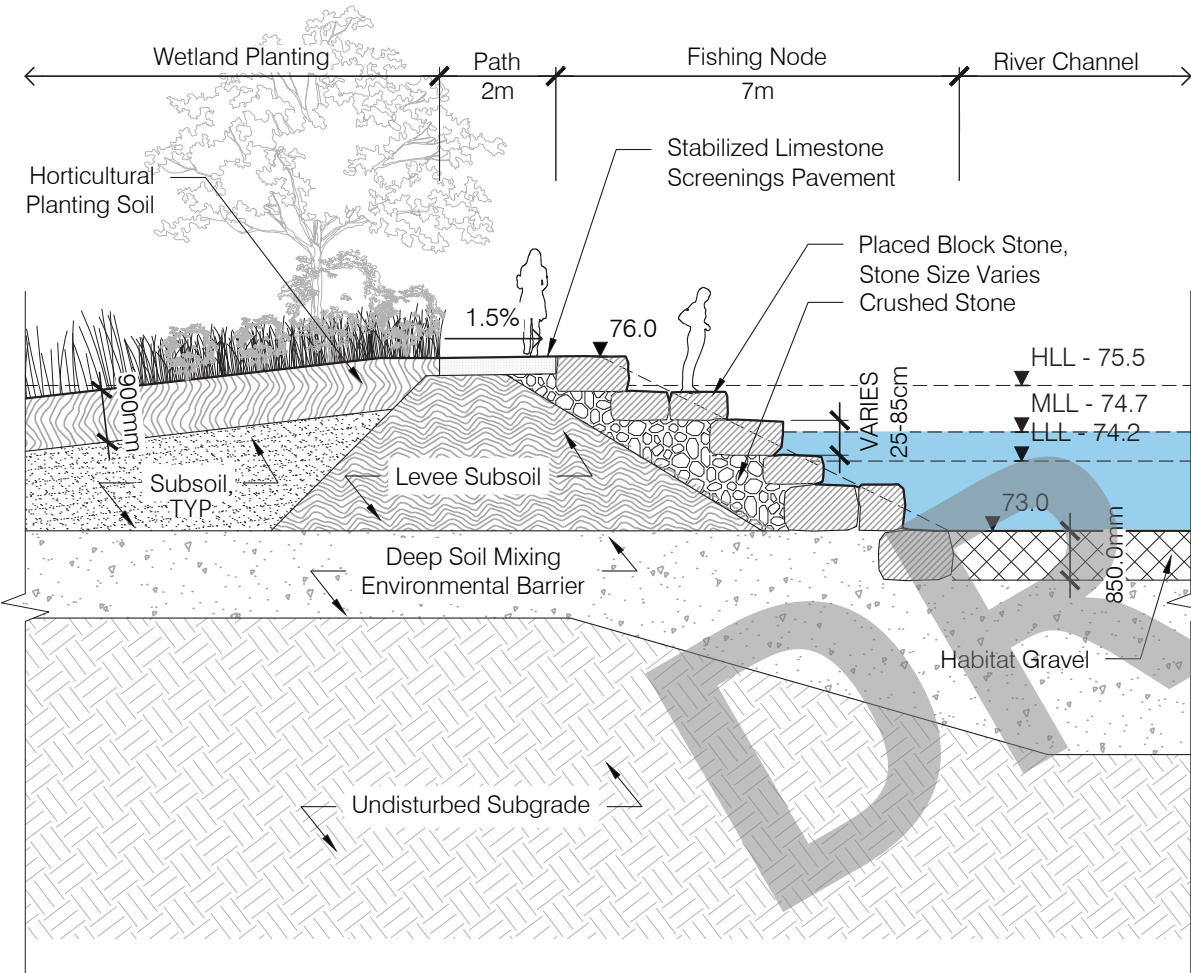 Wetland Planting
Path
2m
Fishing Node
7m
River Channel
Horticultural
Planting Soil
Stabilized Limestone
Screenings Pavement
Placed Block Stone,
Stone Size Varies
Crushed Stone
1.5%
76.0
HLL - 75.5
MLL - 74.7
LLL - 74.2
VARIES
25-85cm
900mm
Subsoil,
TYP
Levee Subsoil
73.0
850.0mm
Deep Soil Mixing
Environmental Barrier
Habitat Gravel
Undisturbed Subgrade
DR